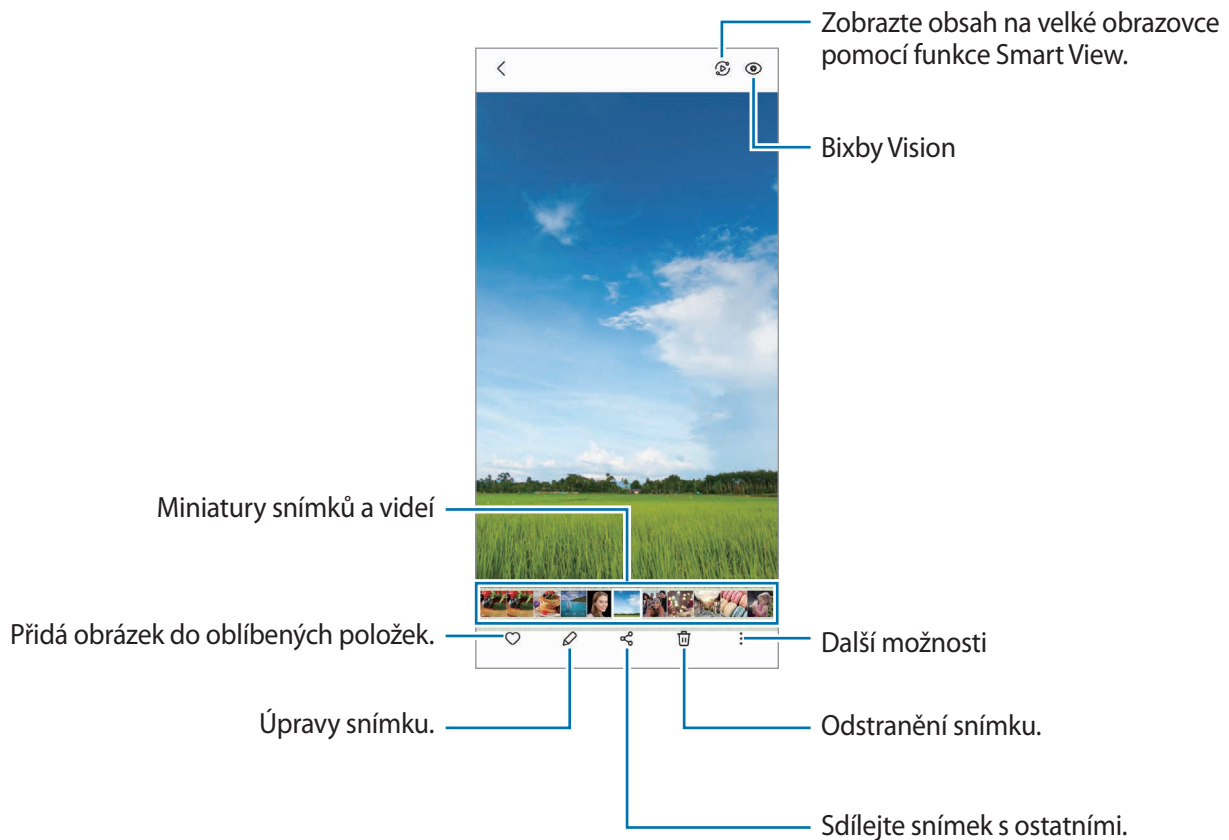 Zobrazte obsah na velké obrazovce
pomocí funkce Smart View.
Bixby Vision
Miniatury snímků a videí
Přidá obrázek do oblíbených položek.
Další možnosti
Úpravy snímku.
Odstranění snímku.
Sdílejte snímek s ostatními.